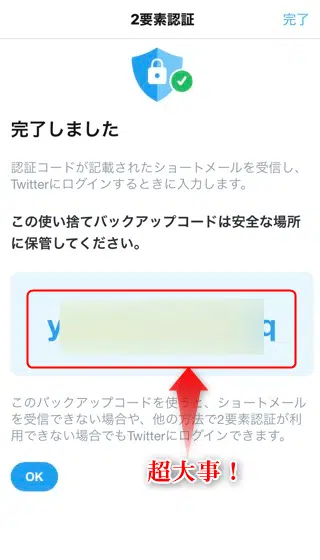 2要素認証
完了
完了しました
認証コードが記載されたショートメールを受信し、
Twitterにログインするときに入力します。
この使い捨てバックアップコードは安全な場所
に保管してください。
y q
このバックアップコードを使うと、ショートメール
を受信できない場合や、他の方法で2要素認証が利
用できない場合でもTwitterにログインできます。
OK
超大事！